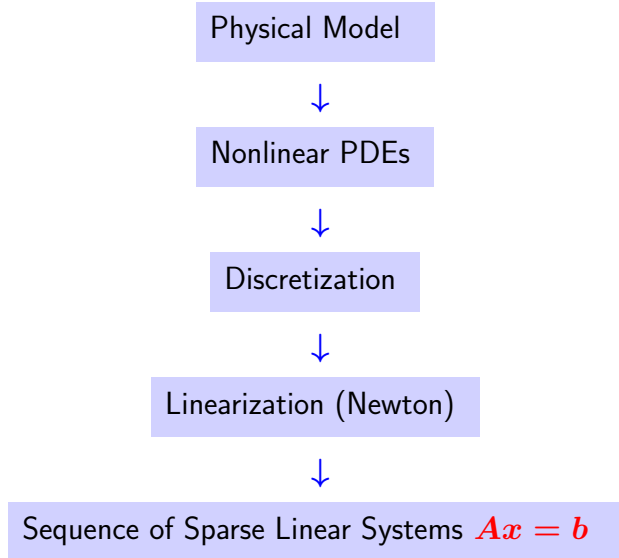 Physical Model
↓
Nonlinear PDEs
↓
Discretization
↓
Linearization (Newton)
↓
Sequence of Sparse Linear Systems Ax = b